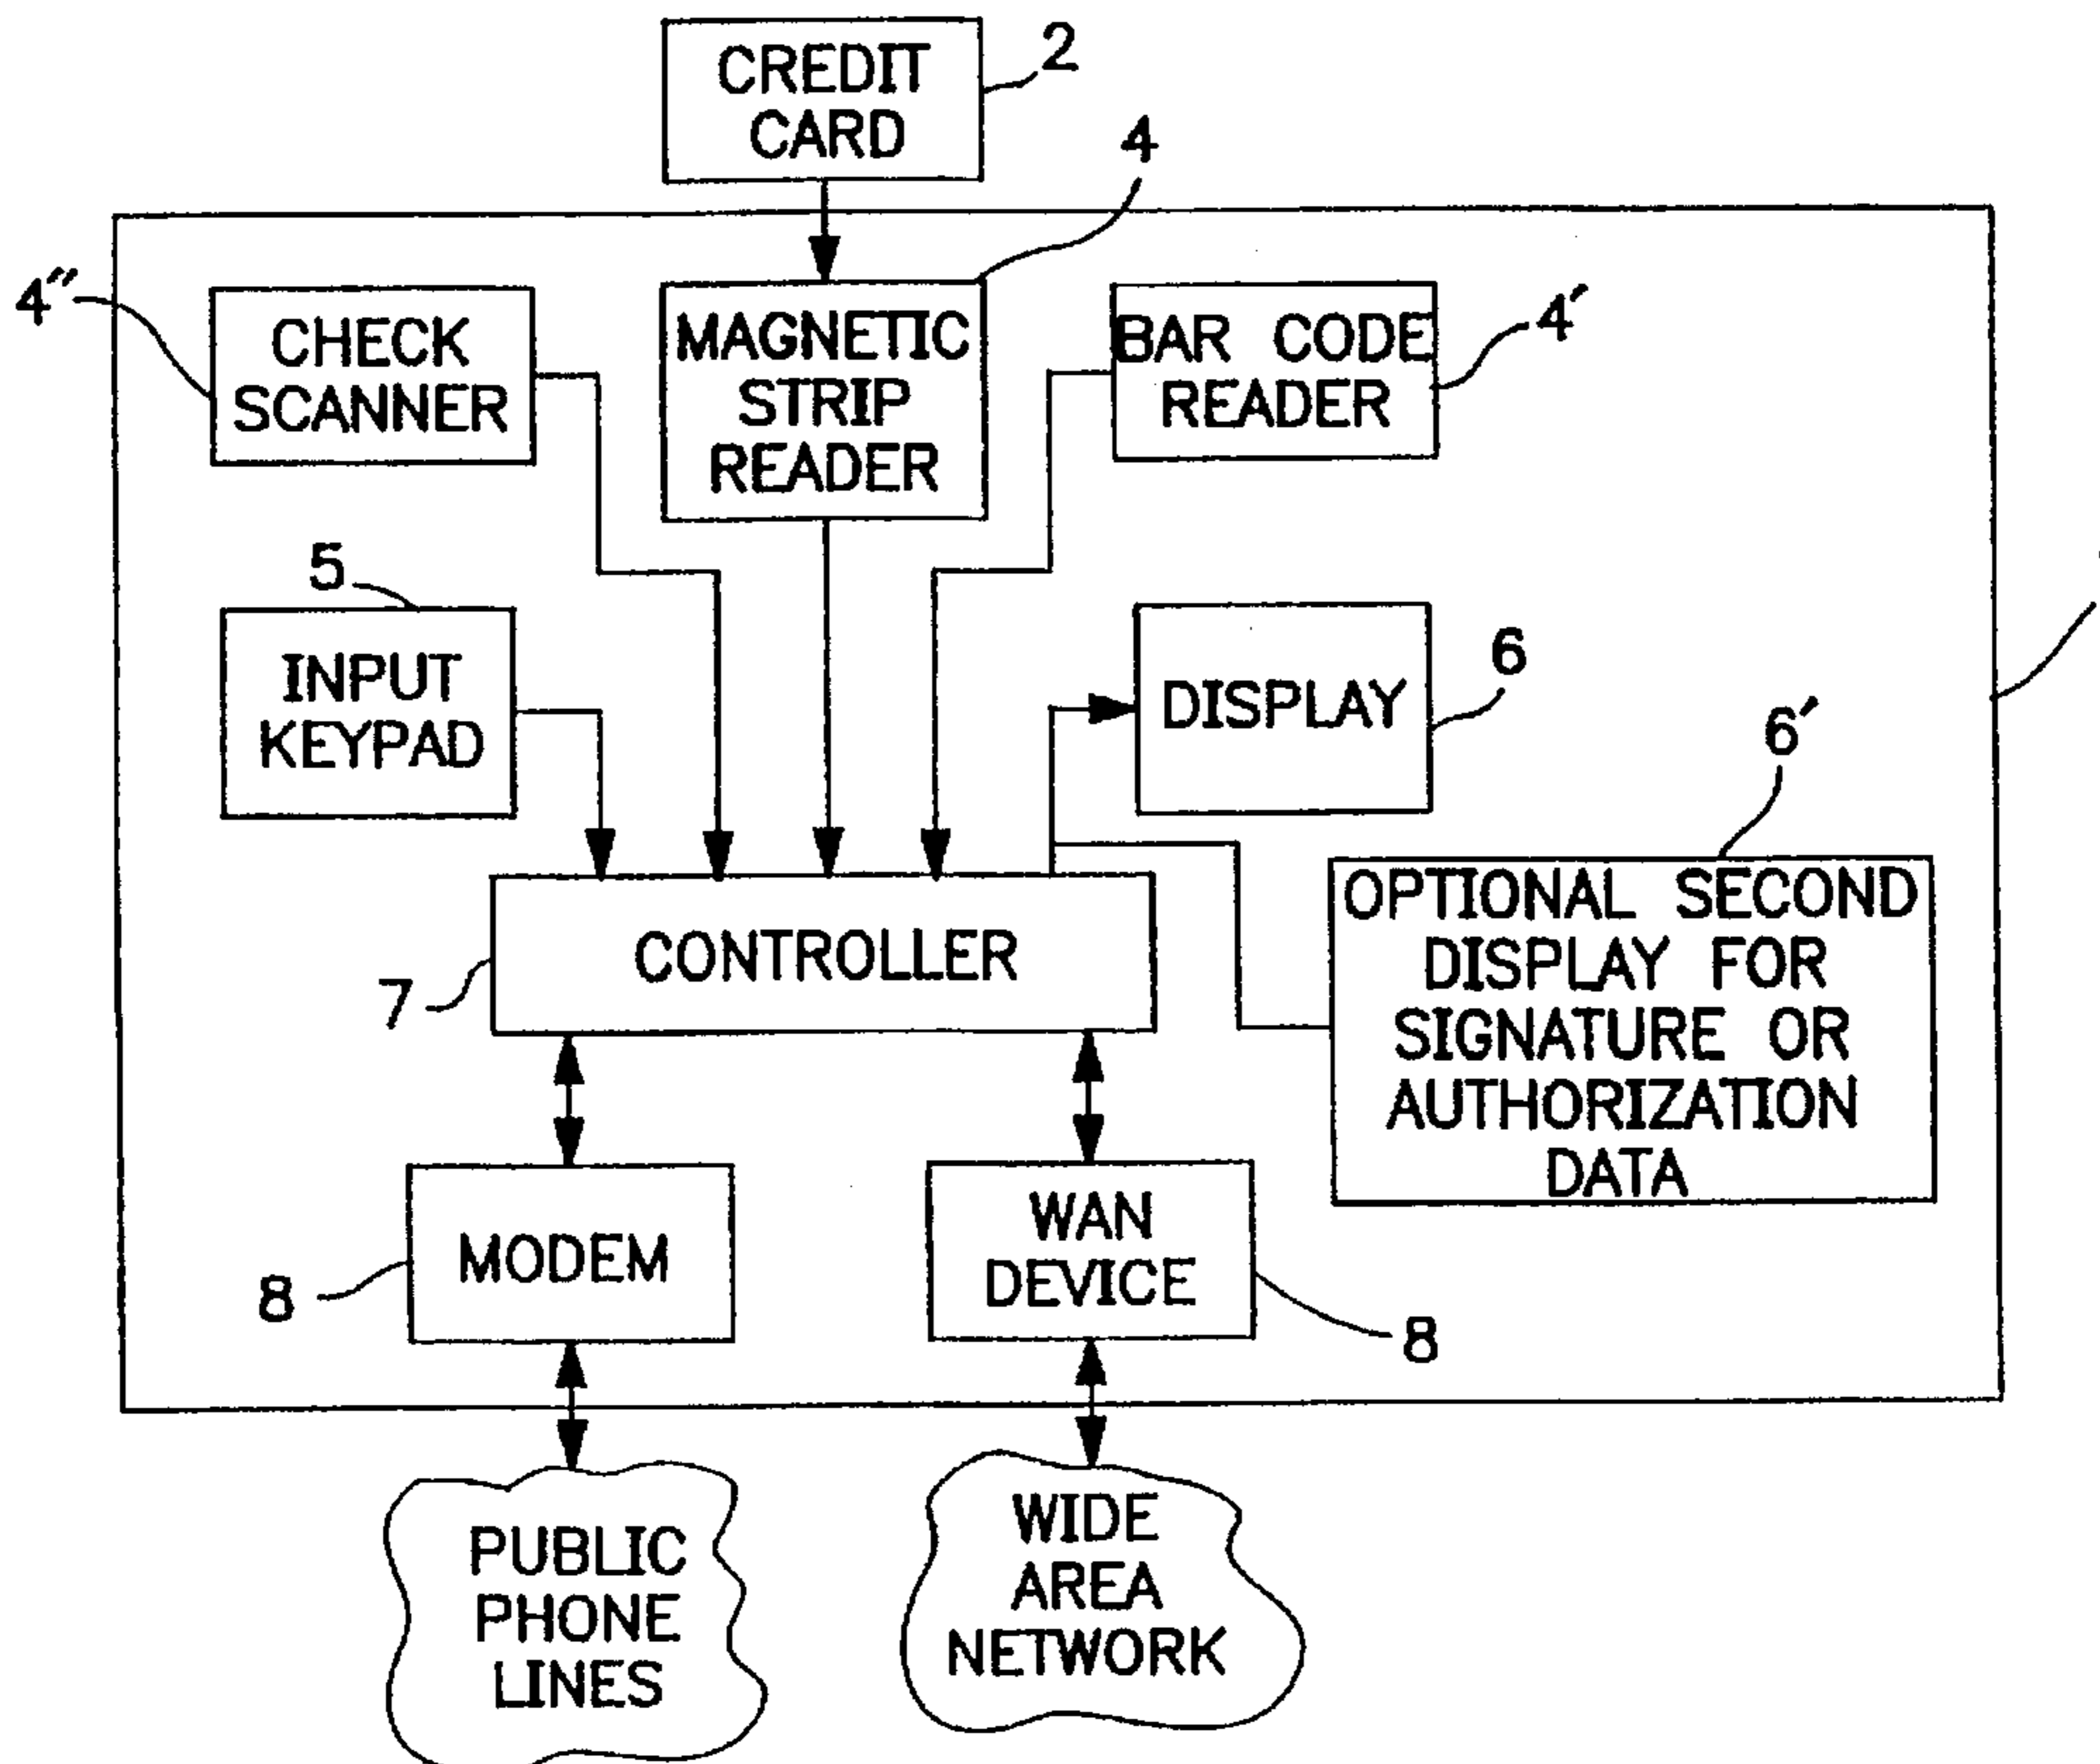 CREDIT
CARD
2
4
4"
CHECK
SCANNER
MAGNETIC
STRIP
READER
BAR CODE
READER
4'
5
INPUT
KEYPAD
DISPLAY
6
6'
CONTROLLER
7
OPTIONAL SECOND
DISPLAY FOR
SIGNATURE OR
AUTHORIZATION
DATA
MODEM
8
WAN
DEVICE
8
PUBLIC
PHONE
LINES
WIDE
AREA
NETWORK